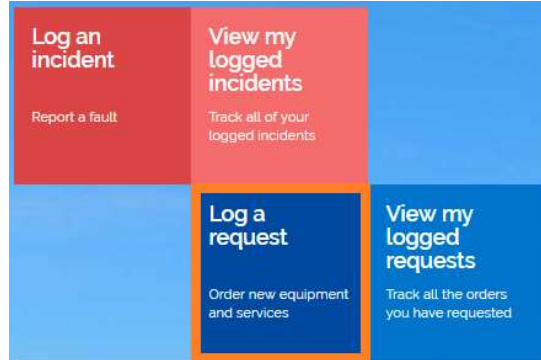 Log an
incident
Report a fault
View my
logged
incidents
Track all of your
logged incidents
Log a
request
Order new equipment
and services
View my
logged
requests
Track all the orders
you have requested